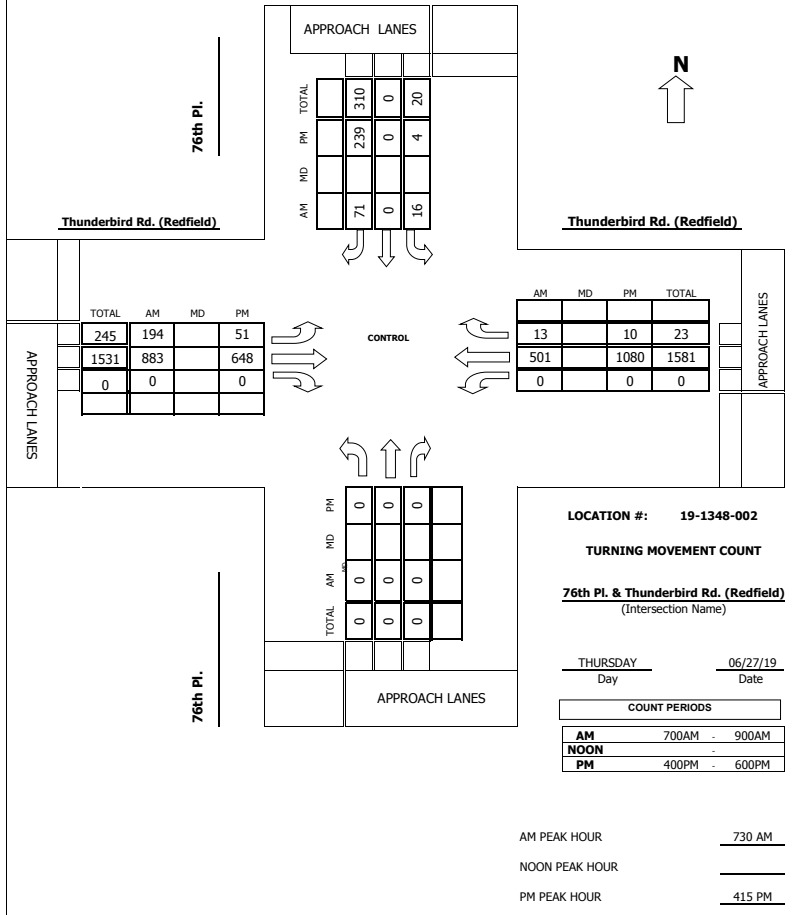 APPROACH LANES
N
76th Pl.
TOTAL 310 0 20
PM 239 0 4
MD
AM 71 0 16
Thunderbird Rd. (Redfield)
Thunderbird Rd. (Redfield)
TOTAL AM MD PM
245 194 51
1531 883 648
0 0 0
APPROACH LANES
CONTROL
AM MD PM TOTAL
13 10 23
501 1080 1581
0 0 0
APPROACH LANES
PM 0 0 0
MD
MD
AM 0 0 0
TOTAL 0 0 0
APPROACH LANES
76th Pl.
LOCATION #: 19-1348-002
TURNING MOVEMENT COUNT
76th Pl. & Thunderbird Rd. (Redfield)
(Intersection Name)
THURSDAY 06/27/19
Day Date
COUNT PERIODS
AM 700AM - 900AM
NOON -
PM 400PM - 600PM
AM PEAK HOUR 730 AM
NOON PEAK HOUR
PM PEAK HOUR 415 PM